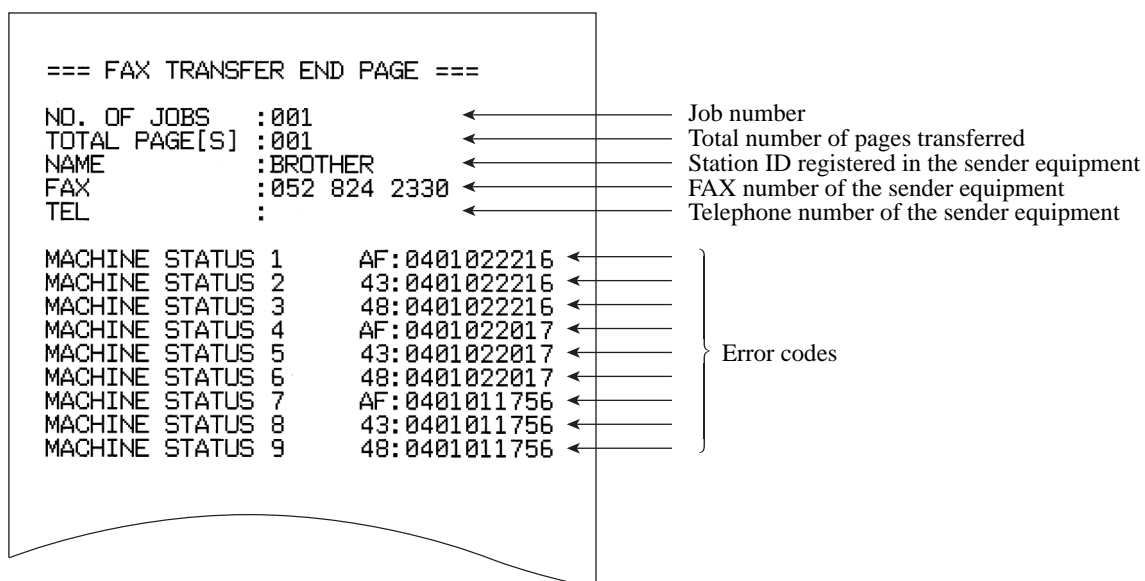 === FAX TRANSFER END PAGE ===
NO. OF JOBS :001 Job number
TOTAL PAGE[S] :001 Total number of pages transferred
NAME :BROTHER Station ID registered in the sender equipment
FAX :052 824 2330 FAX number of the sender equipment
TEL : Telephone number of the sender equipment
MACHINE STATUS 1 AF:0401022216
MACHINE STATUS 2 43:0401022216
MACHINE STATUS 3 48:0401022216
MACHINE STATUS 4 AF:0401022017
MACHINE STATUS 5 43:0401022017 Error codes
MACHINE STATUS 6 48:0401022017
MACHINE STATUS 7 AF:0401011756
MACHINE STATUS 8 43:0401011756
MACHINE STATUS 9 48:0401011756